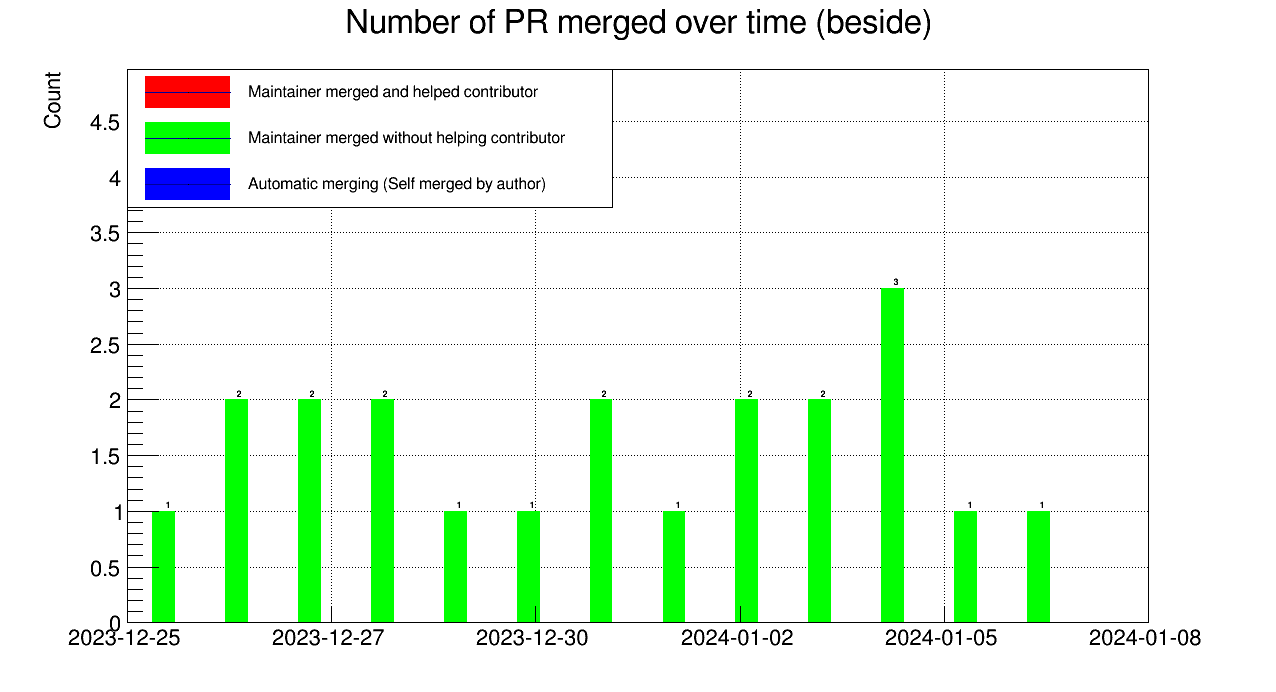 Number of PR merged over time (beside)
Count
Maintainer merged and helped contributor
Maintainer merged without helping contributor
Automatic merging (Self merged by author)
4.5
4
3.5
3
2.5
2
1.5
1
0.5
0
1 2 2 2 1 1 2 1 2 2 3 1 1
2023-12-25 2023-12-27 2023-12-30 2024-01-02 2024-01-05 2024-01-08